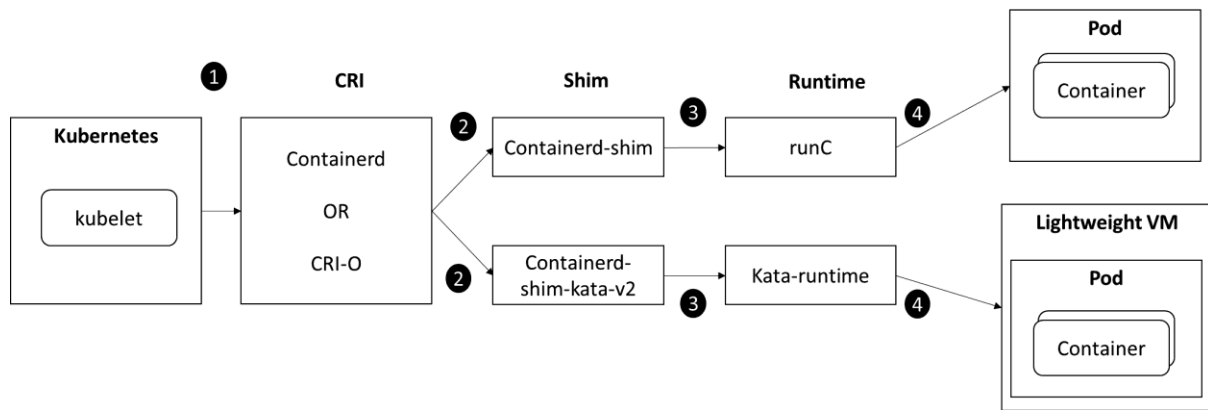 1
CRI
Shim
Runtime
Pod
Container
Kubernetes
kubelet
Containerd
OR
CRI-O
2
Containerd-shim
3
runC
4
2
Containerd-
shim-kata-v2
3
Kata-runtime
4
Lightweight VM
Pod
Container